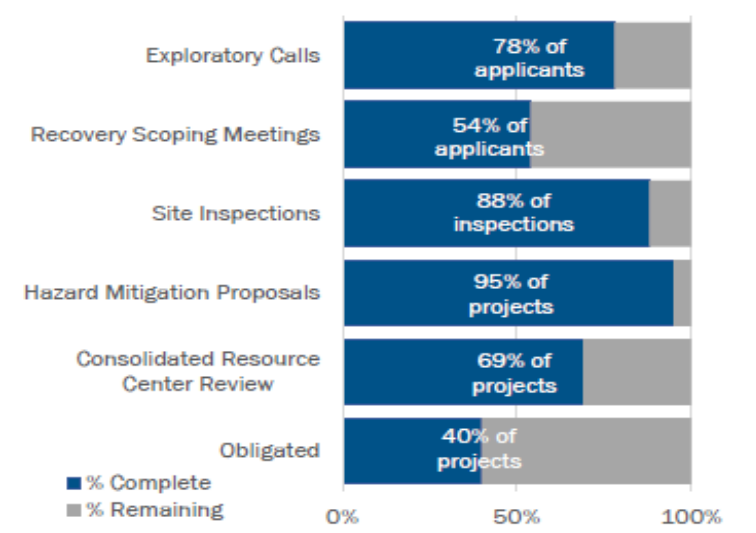 Exploratory Calls
78% of
applicants
Recovery Scoping Meetings
54% of
applicants
Site Inspections
88% of
inspections
Hazard Mitigation Proposals
95% of
projects
Consolidated Resource
Center Review
69% of
projects
Obligated
40% of
projects
% Complete
% Remaining
0%
50%
100%